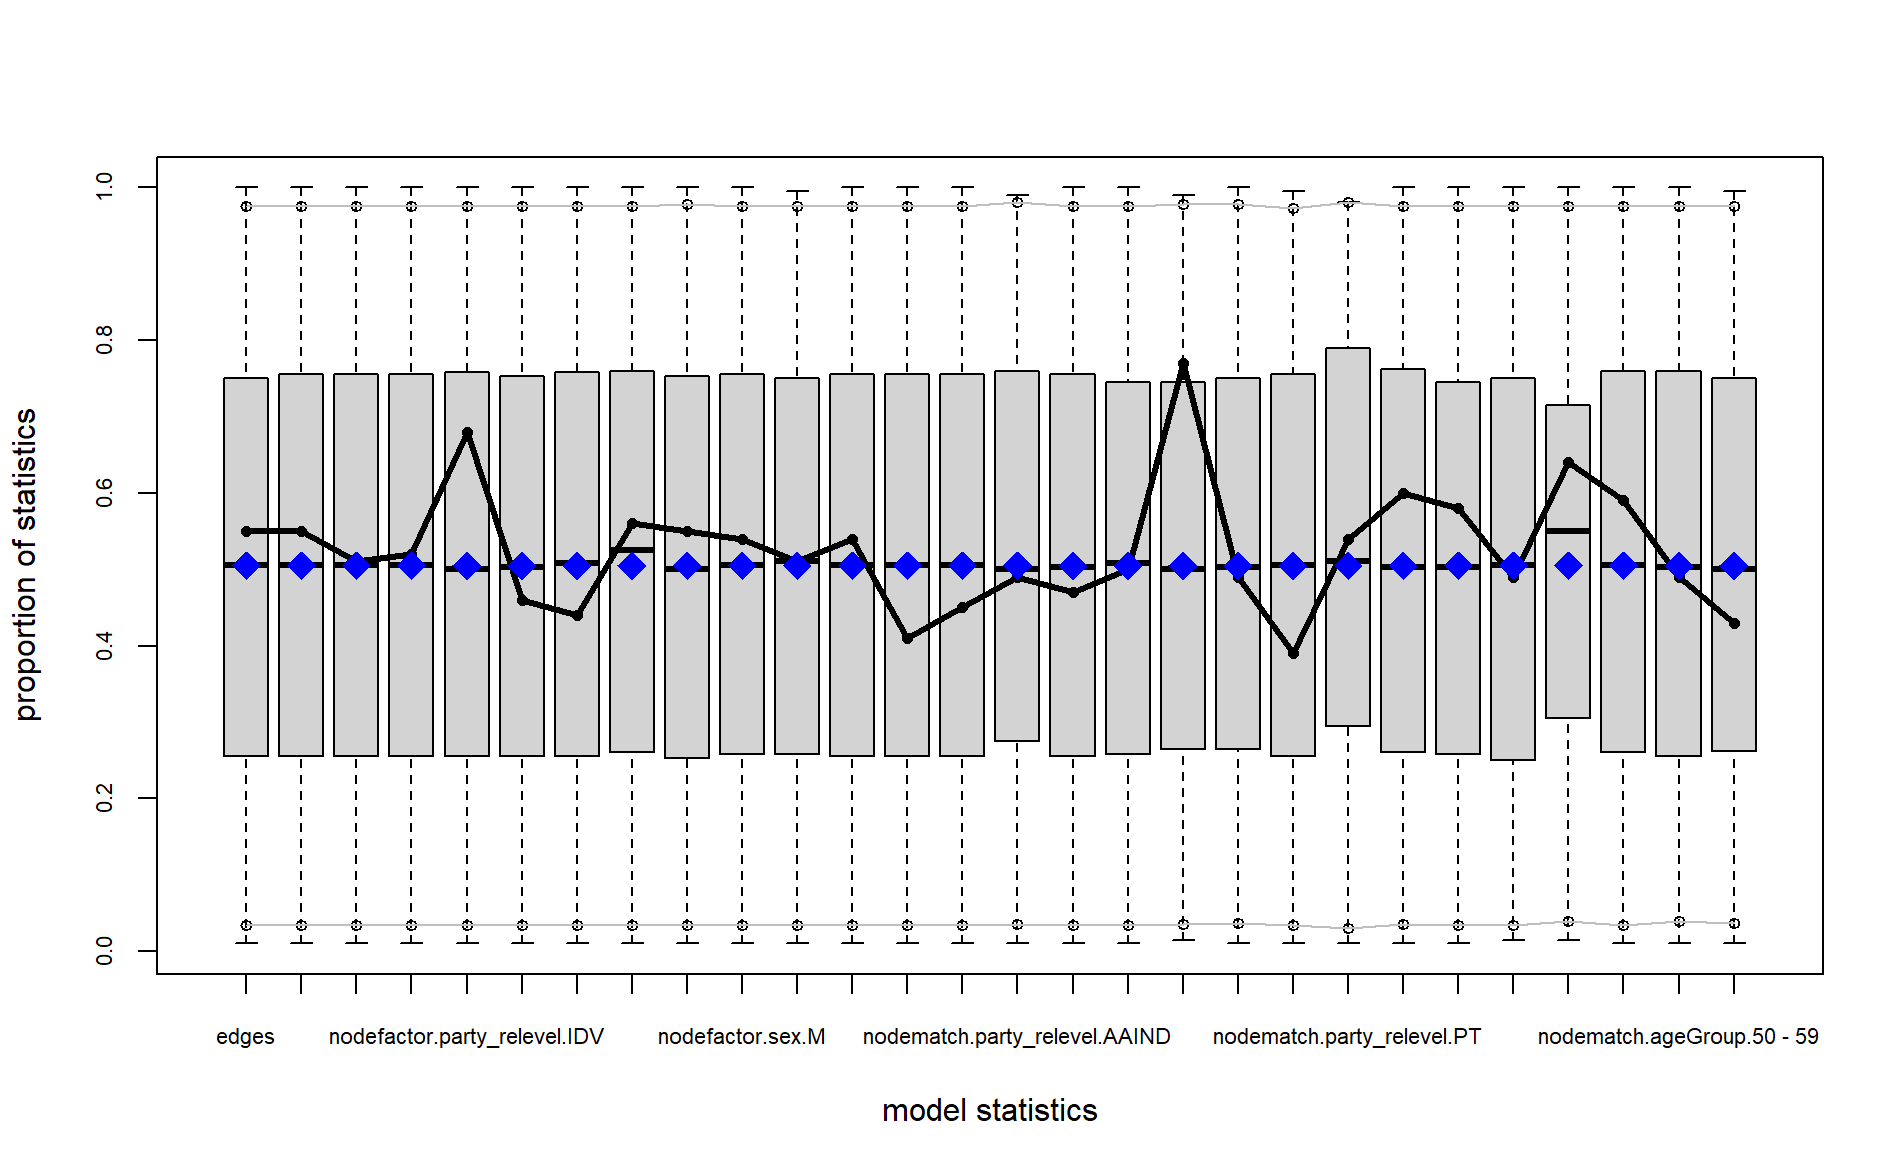 proportion of statistics
1.0
0.8
0.6
0.4
0.2
0.0
edges nodefactor.party_relevel.IDV nodefactor.sex.M nodematch.party_relevel.AAIND nodematch.party_relevel.PT nodematch.ageGroup.50 - 59
model statistics